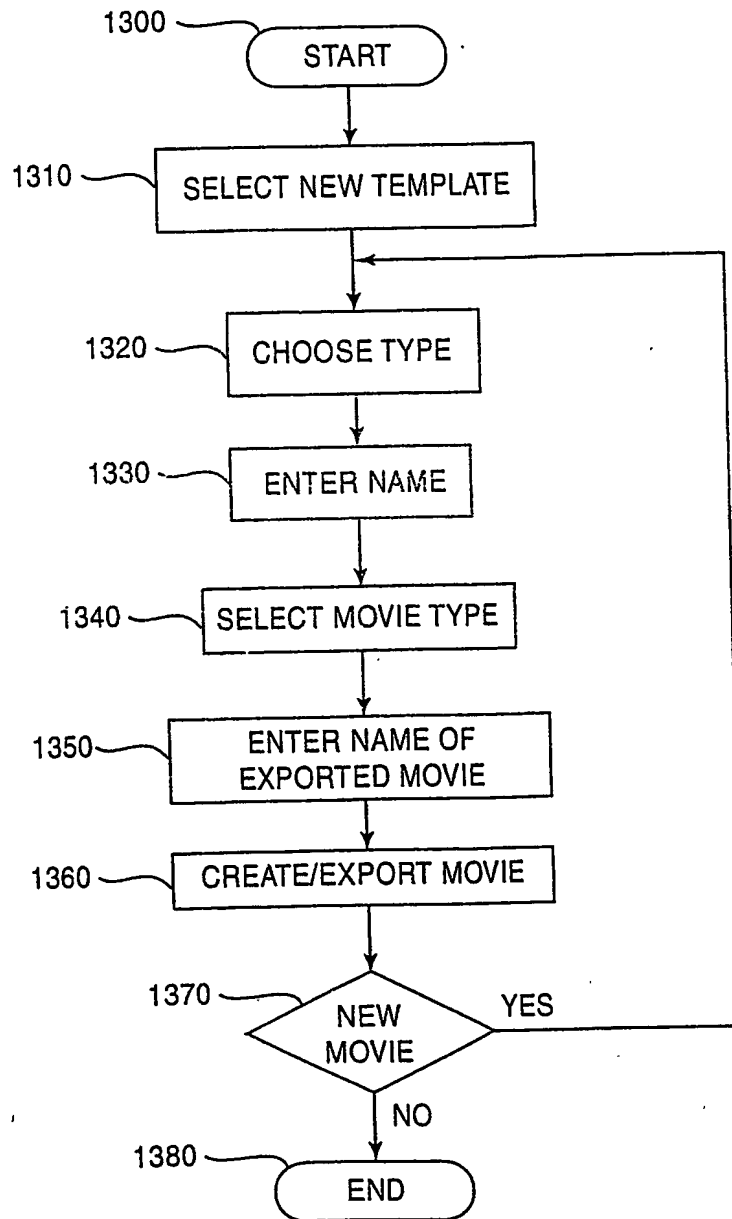 1300
START
1310
SELECT NEW TEMPLATE
1320
CHOOSE TYPE
1330
ENTER NAME
1340
SELECT MOVIE TYPE
1350
ENTER NAME OF
EXPORTED MOVIE
1360
CREATE/EXPORT MOVIE
1370
NEW
MOVIE
YES
NO
1380
END